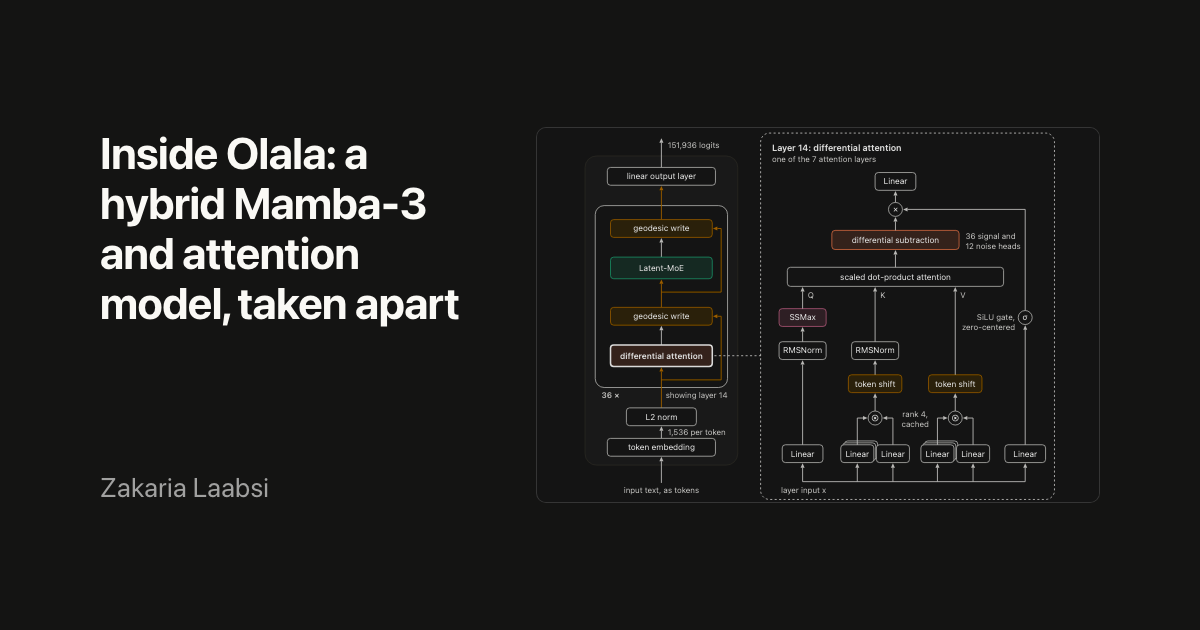 Inside Olala: a
hybrid Mamba-3
and attention
model, taken apart
Zakaria Laabsi
151,936 logits
linear output layer
geodesic write
Latent-MoE
geodesic write
differential attention
36 ×
showing layer 14
L2 norm
1,536 per token
token embedding
input text, as tokens
Layer 14: differential attention
one of the 7 attention layers
Linear
×
differential subtraction
36 signal and
12 noise heads
scaled dot-product attention
Q
K
V
SSMax
SiLU gate,
zero-centered
σ
RMSNorm
RMSNorm
token shift
token shift
rank 4,
cached
Linear
Linear
Linear
Linear
Linear
Linear
layer input x